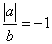 |a|/b = −1